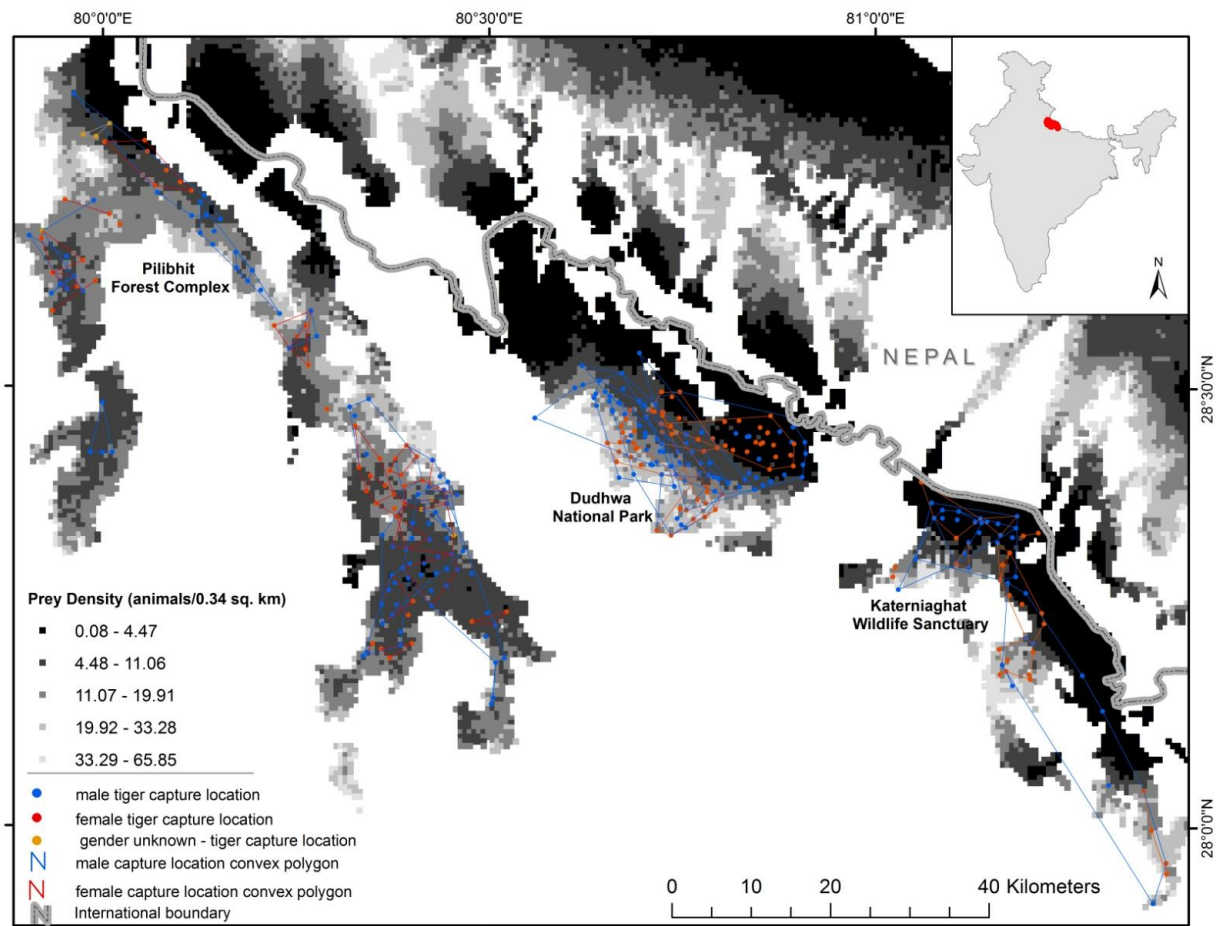 80°0'0"E
80°30'0"E
81°0'0"E
N
Pilibhit
Forest Complex
NEPAL
28°30'0"N
Dudhwa
National Park
Katerniaghat
Wildlife Sanctuary
Prey Density (animals/0.34 sq. km)
0.08 - 4.47
4.48 - 11.06
11.07 - 19.91
19.92 - 33.28
33.29 - 65.85
male tiger capture location
female tiger capture location
gender unknown - tiger capture location
male capture location convex polygon
female capture location convex polygon
International boundary
28°0'0"N
0 10 20 40 Kilometers